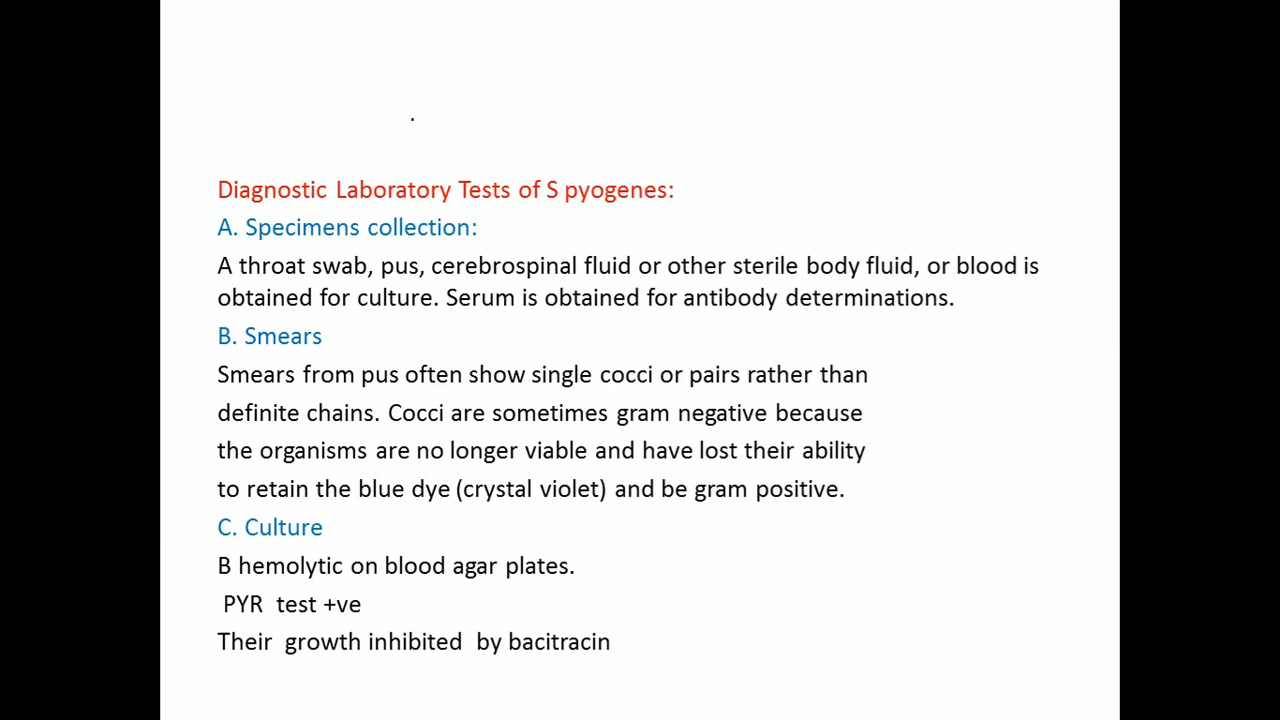 .
Diagnostic Laboratory Tests of S pyogenes:
A. Specimens collection:
A throat swab, pus, cerebrospinal fluid or other sterile body fluid, or blood is
obtained for culture. Serum is obtained for antibody determinations.
B. Smears
Smears from pus often show single cocci or pairs rather than
definite chains. Cocci are sometimes gram negative because
the organisms are no longer viable and have lost their ability
to retain the blue dye (crystal violet) and be gram positive.
C. Culture
B hemolytic on blood agar plates.
PYR test +ve
Their growth inhibited by bacitracin